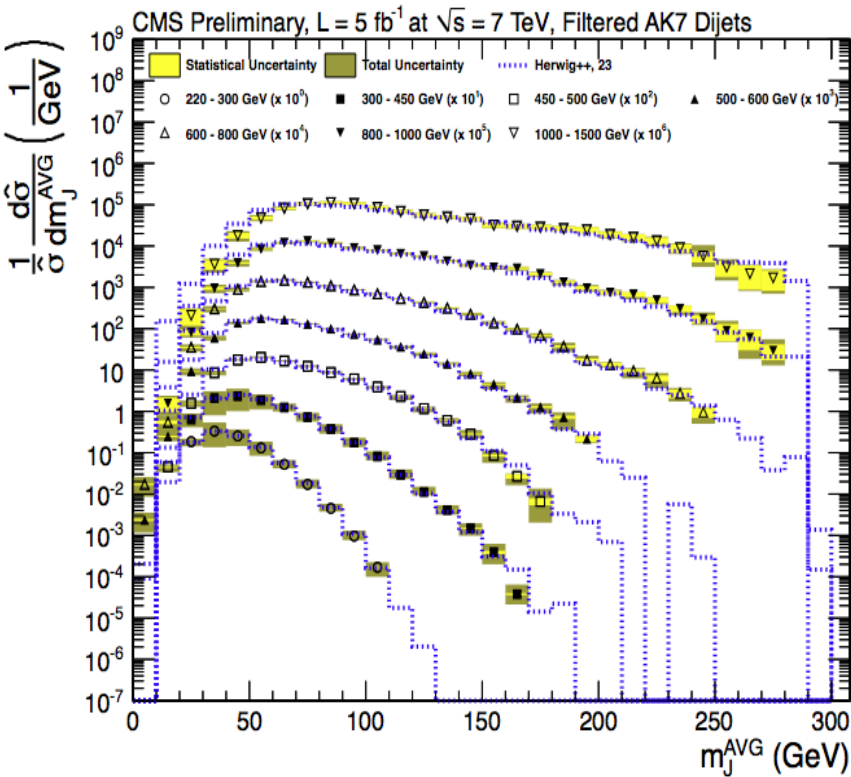 CMS Preliminary, L = 5 fb⁻¹ at √s = 7 TeV, Filtered AK7 Dijets
Statistical Uncertainty Total Uncertainty Herwig++, 23
220 - 300 GeV (x 10⁰) 300 - 450 GeV (x 10¹) 450 - 500 GeV (x 10²) 500 - 600 GeV (x 10³)
600 - 800 GeV (x 10⁴) 800 - 1000 GeV (x 10⁵) 1000 - 1500 GeV (x 10⁶)
1/σ̂ dσ̂/dm_J^AVG (1/GeV)
10⁹
10⁸
10⁷
10⁶
10⁵
10⁴
10³
10²
10
1
10⁻¹
10⁻²
10⁻³
10⁻⁴
10⁻⁵
10⁻⁶
10⁻⁷
0 50 100 150 200 250 300
m_J^AVG (GeV)